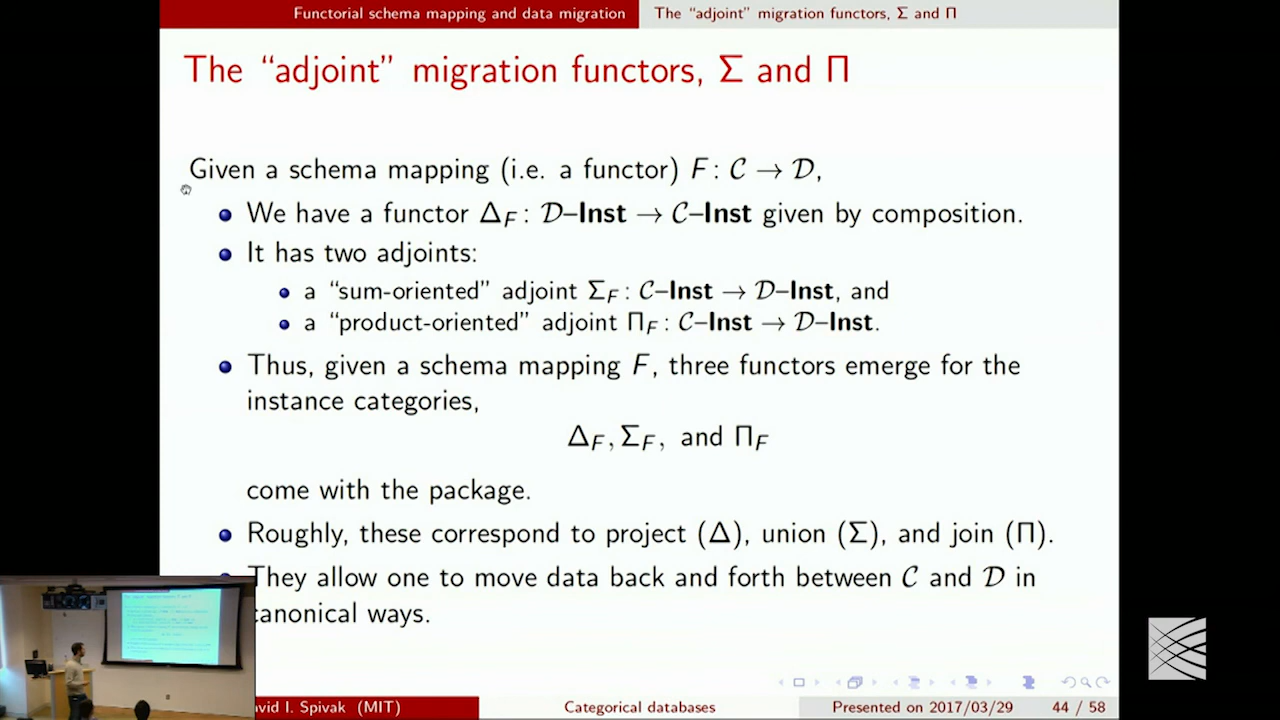 Functorial schema mapping and data migration The “adjoint” migration functors, Σ and Π
The “adjoint” migration functors, Σ and Π
Given a schema mapping (i.e. a functor) F: 𝒞 → 𝒟,
We have a functor Δ_F: 𝒟–Inst → 𝒞–Inst given by composition.
It has two adjoints:
a “sum-oriented” adjoint Σ_F: 𝒞–Inst → 𝒟–Inst, and
a “product-oriented” adjoint Π_F: 𝒞–Inst → 𝒟–Inst.
Thus, given a schema mapping F, three functors emerge for the
instance categories,
Δ_F, Σ_F, and Π_F
come with the package.
Roughly, these correspond to project (Δ), union (Σ), and join (Π).
They allow one to move data back and forth between 𝒞 and 𝒟 in
canonical ways.
vid I. Spivak (MIT) Categorical databases Presented on 2017/03/29 44 / 58